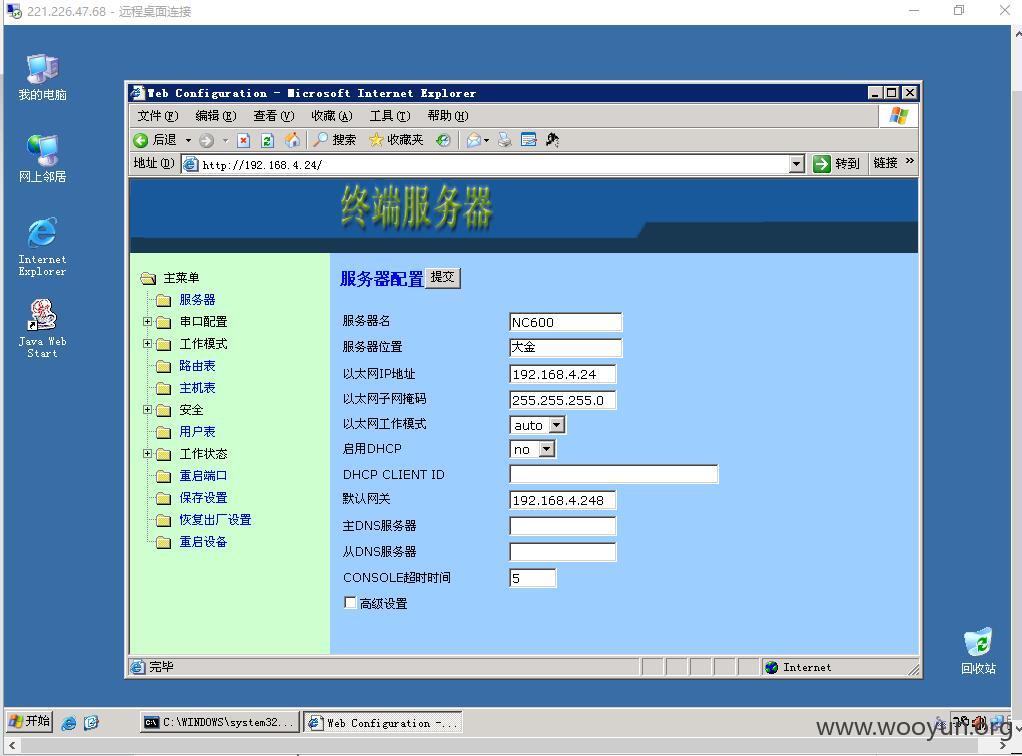 221.226.47.68 - 远程桌面连接
我的电脑
网上邻居
Internet
Explorer
Java Web
Start
Web Configuration - Microsoft Internet Explorer
文件(F) 编辑(E) 查看(V) 收藏(A) 工具(T) 帮助(H)
后退 搜索 收藏夹
地址(D) http://192.168.4.24/ 转到 链接 »
终端服务器
主菜单
服务器
串口配置
工作模式
路由表
主机表
安全
用户表
工作状态
重启端口
保存设置
恢复出厂设置
重启设备
服务器配置 提交
服务器名 NC600
服务器位置 大金
以太网IP地址 192.168.4.24
以太网子网掩码 255.255.255.0
以太网工作模式 auto
启用DHCP no
DHCP CLIENT ID
默认网关 192.168.4.248
主DNS服务器
从DNS服务器
CONSOLE超时时间 5
高级设置
完毕 Internet
回收站
开始 C:\WINDOWS\system32... Web Configuration -...
www.wooyun.org